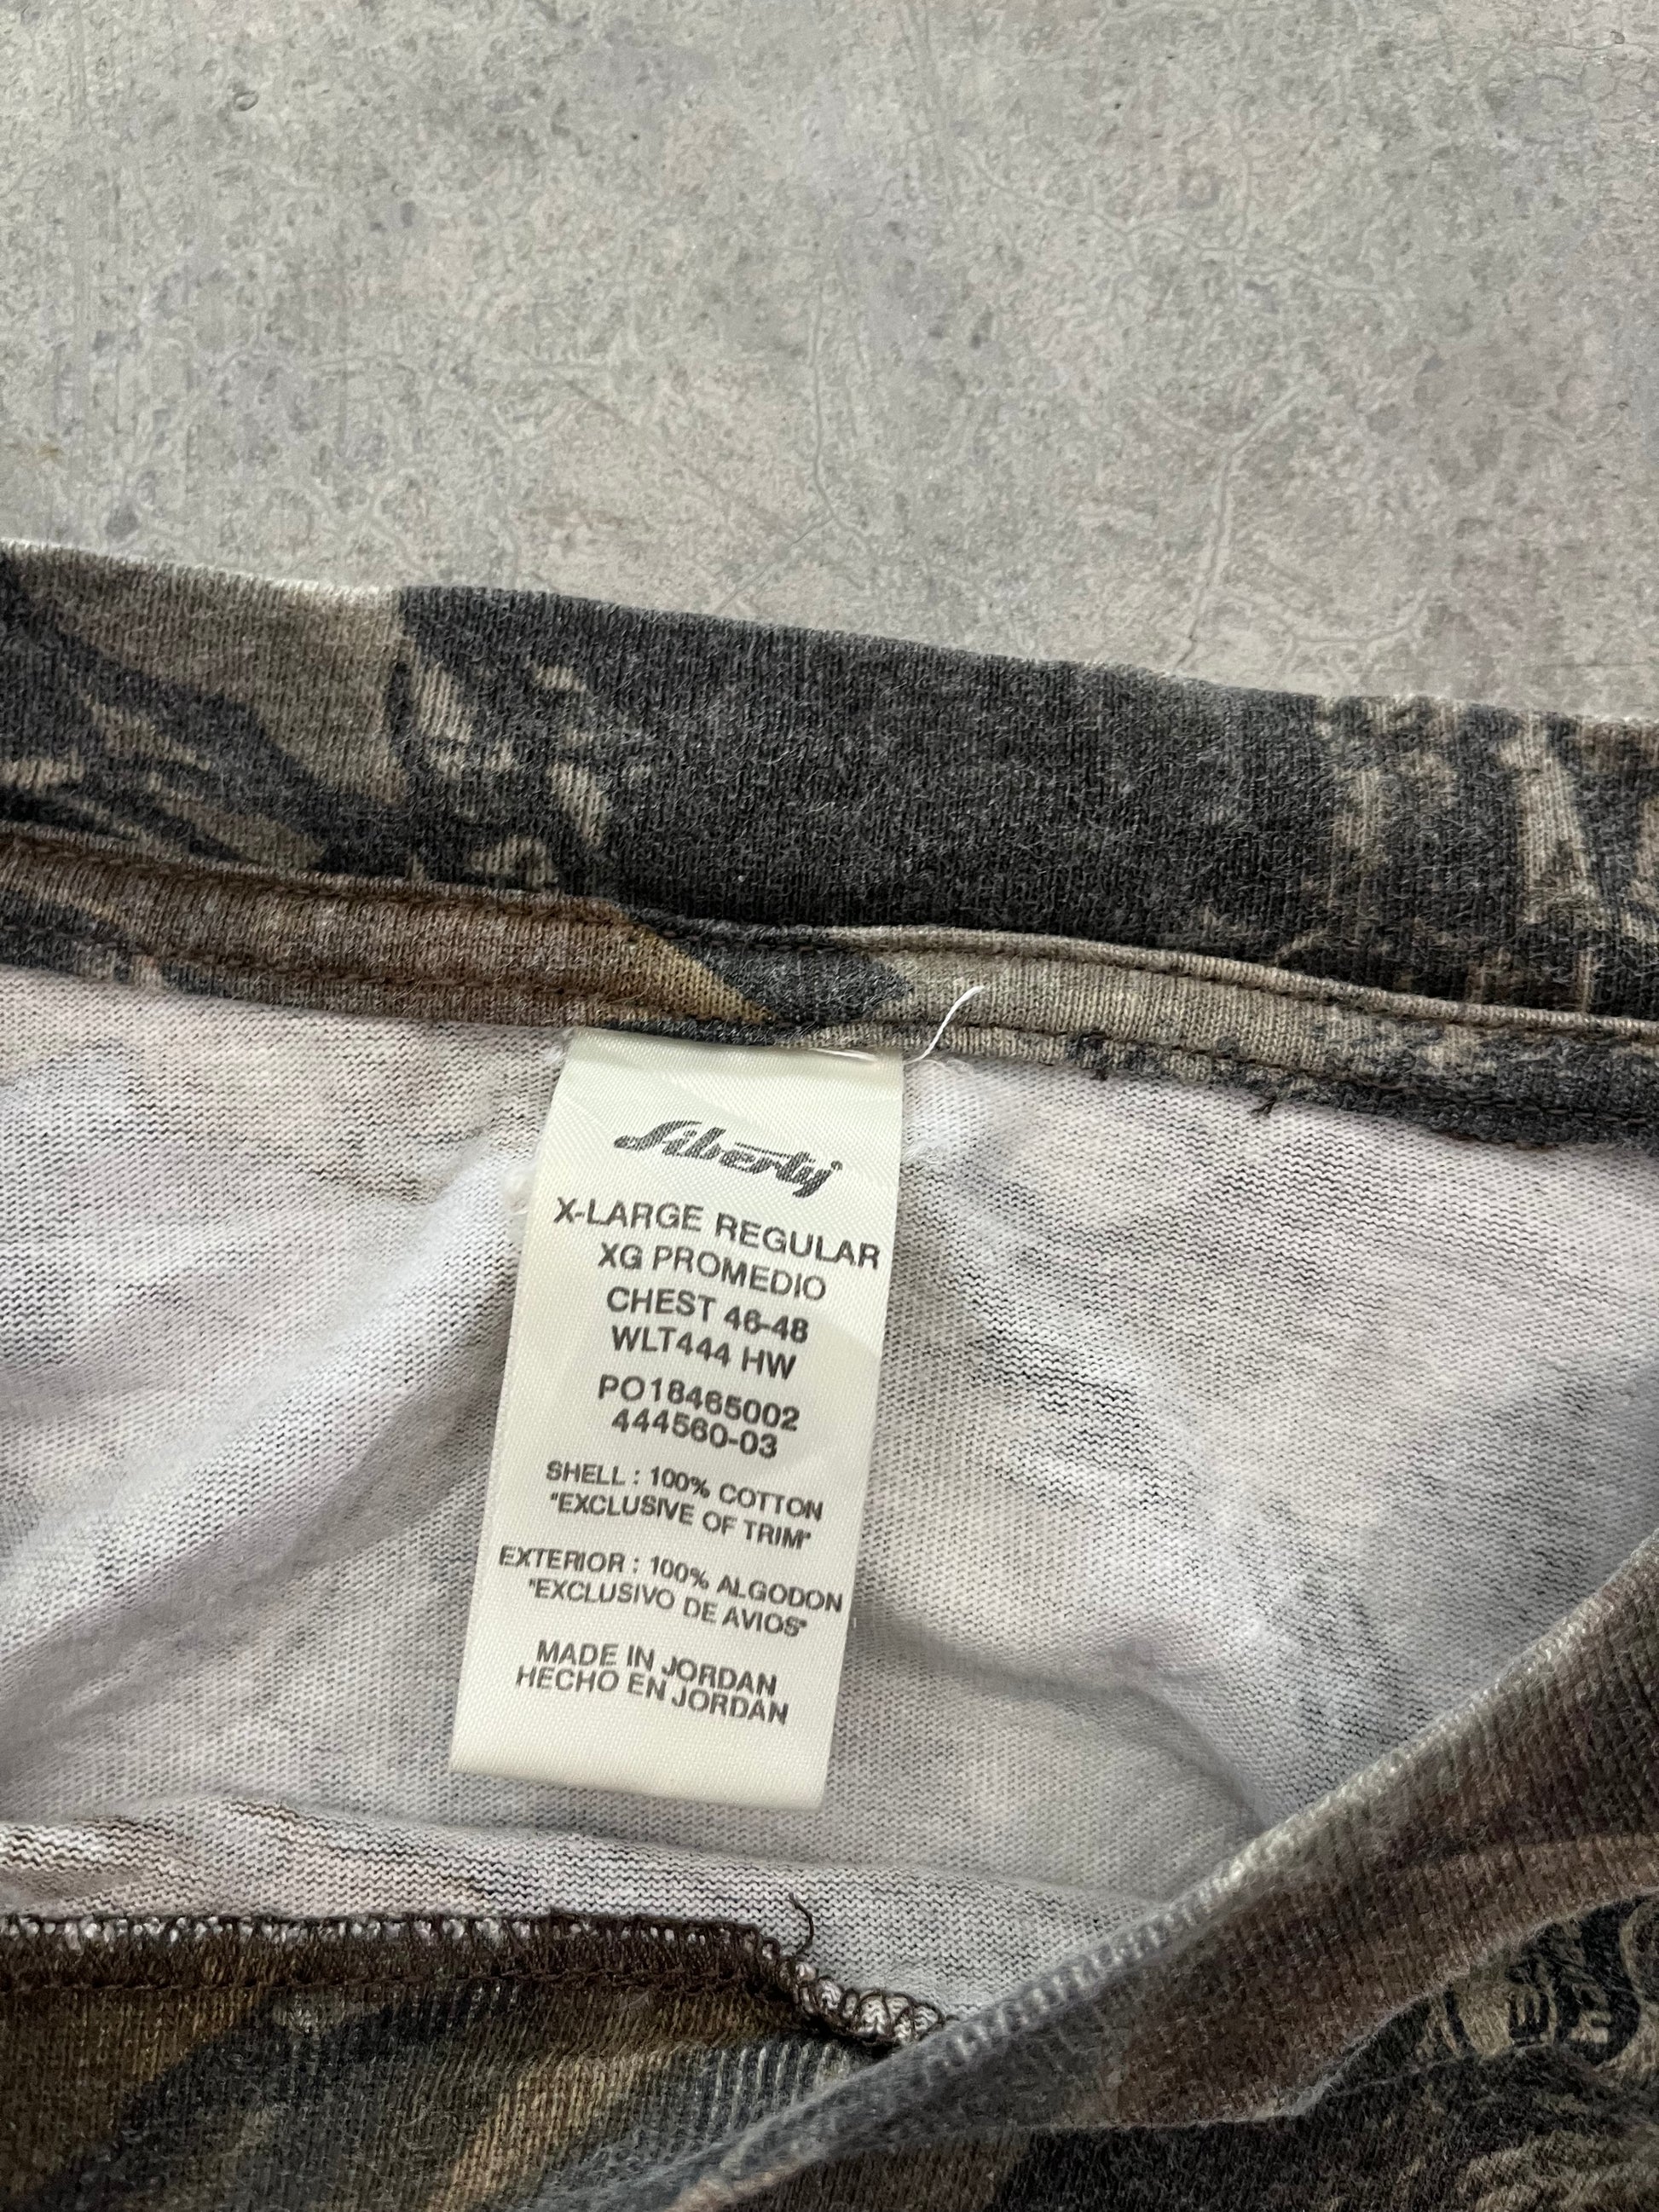 Liberty
X-LARGE REGULAR
XG PROMEDIO
CHEST 46-48
WLT444 HW
PO18465002
444560-03
SHELL : 100% COTTON
"EXCLUSIVE OF TRIM"
EXTERIOR : 100% ALGODON
"EXCLUSIVO DE AVIOS"
MADE IN JORDAN
HECHO EN JORDAN